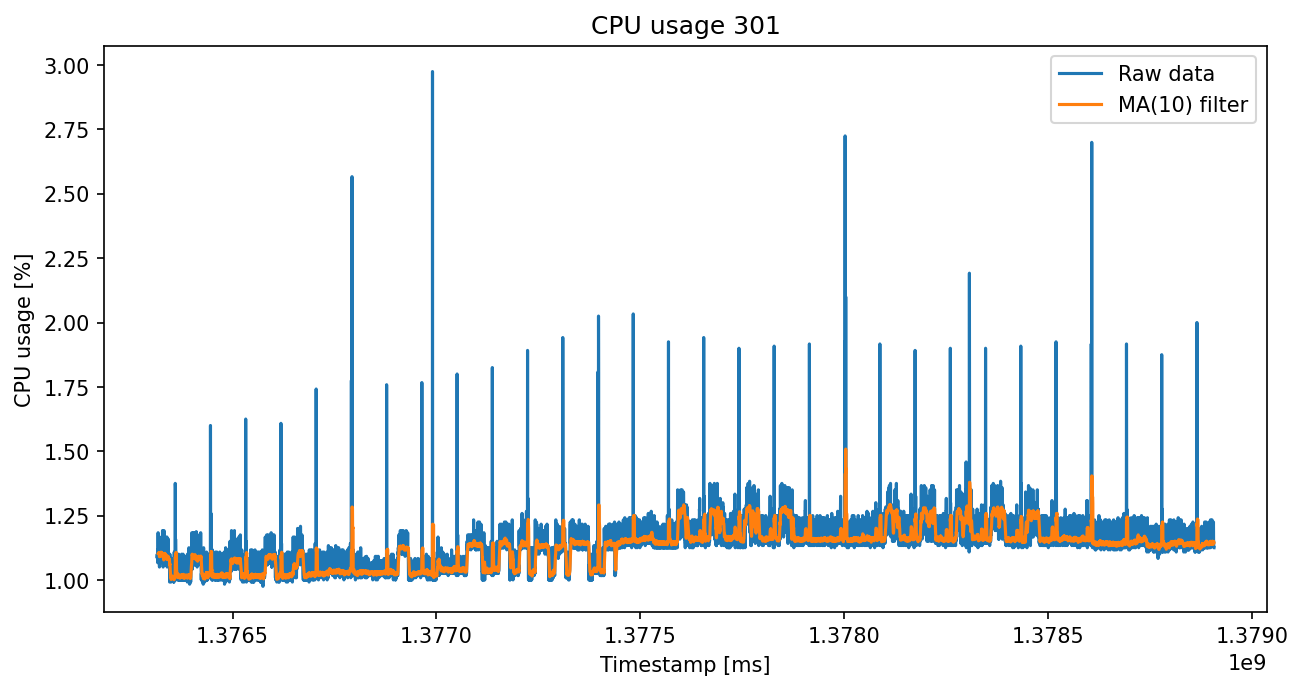 CPU usage 301
Raw data
MA(10) filter
CPU usage [%]
3.00
2.75
2.50
2.25
2.00
1.75
1.50
1.25
1.00
1.3765 1.3770 1.3775 1.3780 1.3785 1.3790
1e9
Timestamp [ms]